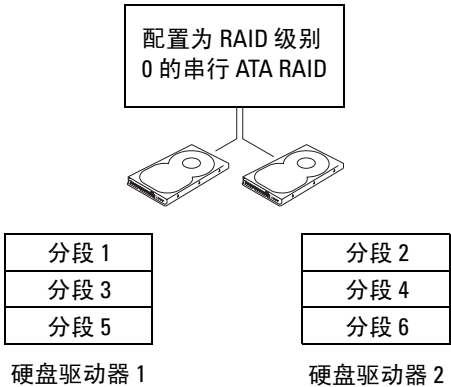 配置为 RAID 级别
0 的串行 ATA RAID
分段 1
分段 2
分段 3
分段 4
分段 5
分段 6
硬盘驱动器 1
硬盘驱动器 2